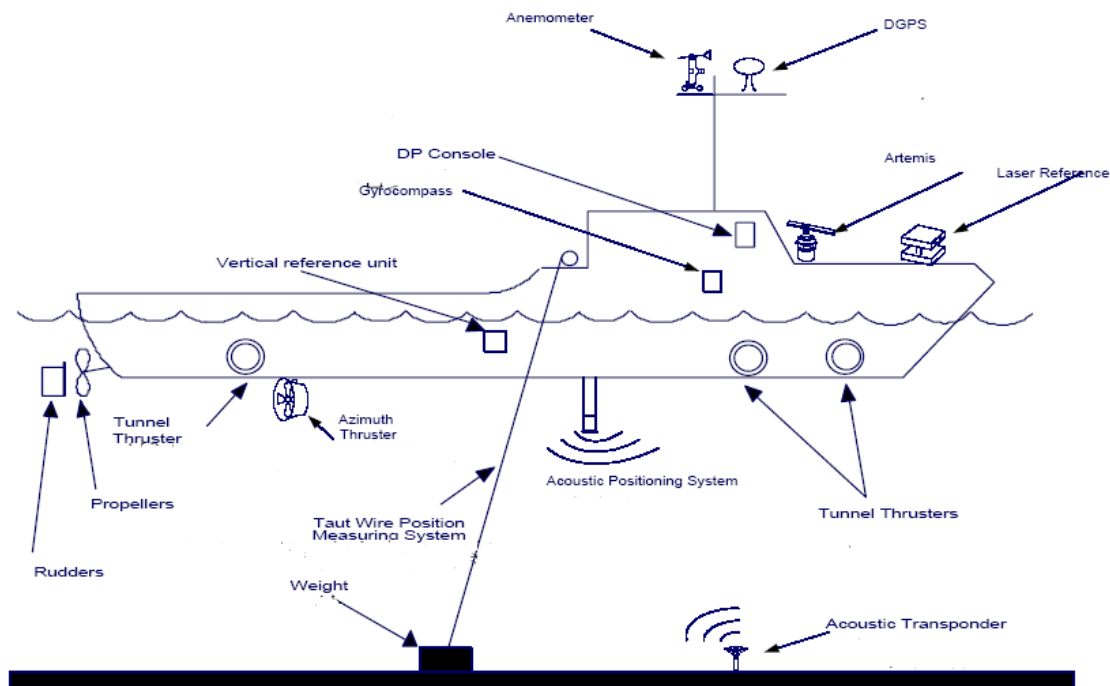 Anemometer
DGPS
DP Console
Artemis
Gyrocompass
Laser Reference
Vertical reference unit
Tunnel
Thruster
Azimuth
Thruster
Acoustic Positioning System
Propellers
Tunnel Thrusters
Taut Wire Position
Measuring System
Rudders
Weight
Acoustic Transponder